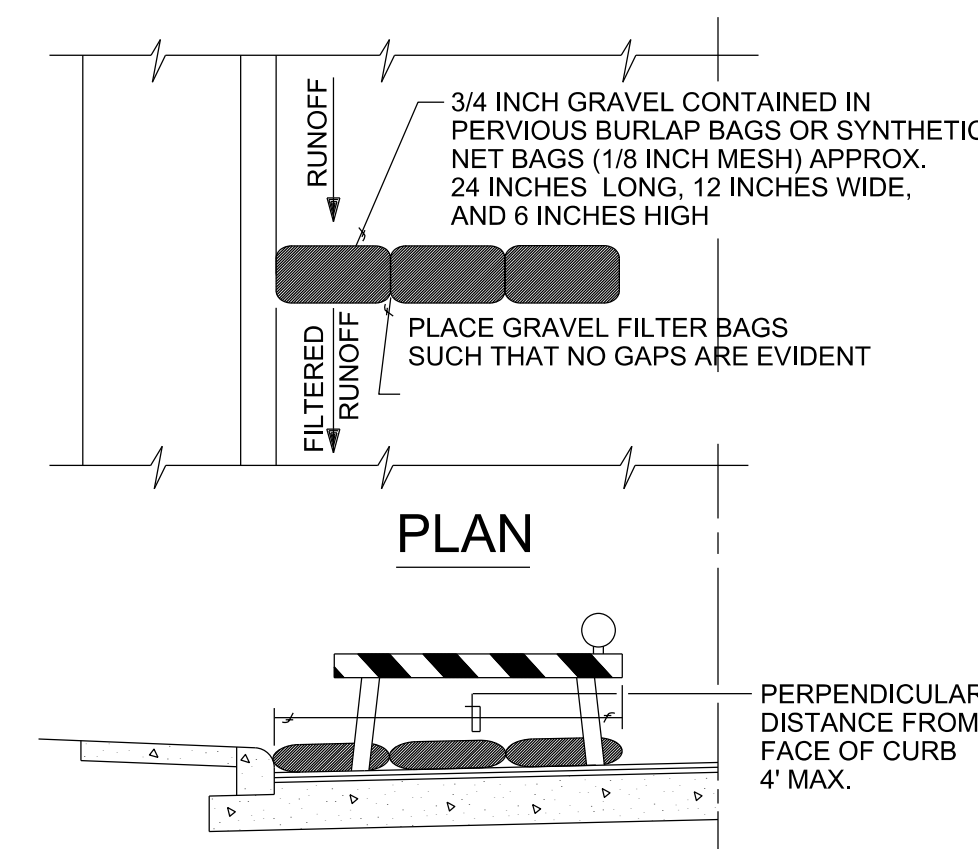 RUNOFF
3/4 INCH GRAVEL CONTAINED IN
PERVIOUS BURLAP BAGS OR SYNTHETIC
NET BAGS (1/8 INCH MESH) APPROX.
24 INCHES LONG, 12 INCHES WIDE,
AND 6 INCHES HIGH
FILTERED
RUNOFF
PLACE GRAVEL FILTER BAGS
SUCH THAT NO GAPS ARE EVIDENT
PLAN
PERPENDICULAR
DISTANCE FROM
FACE OF CURB
4' MAX.